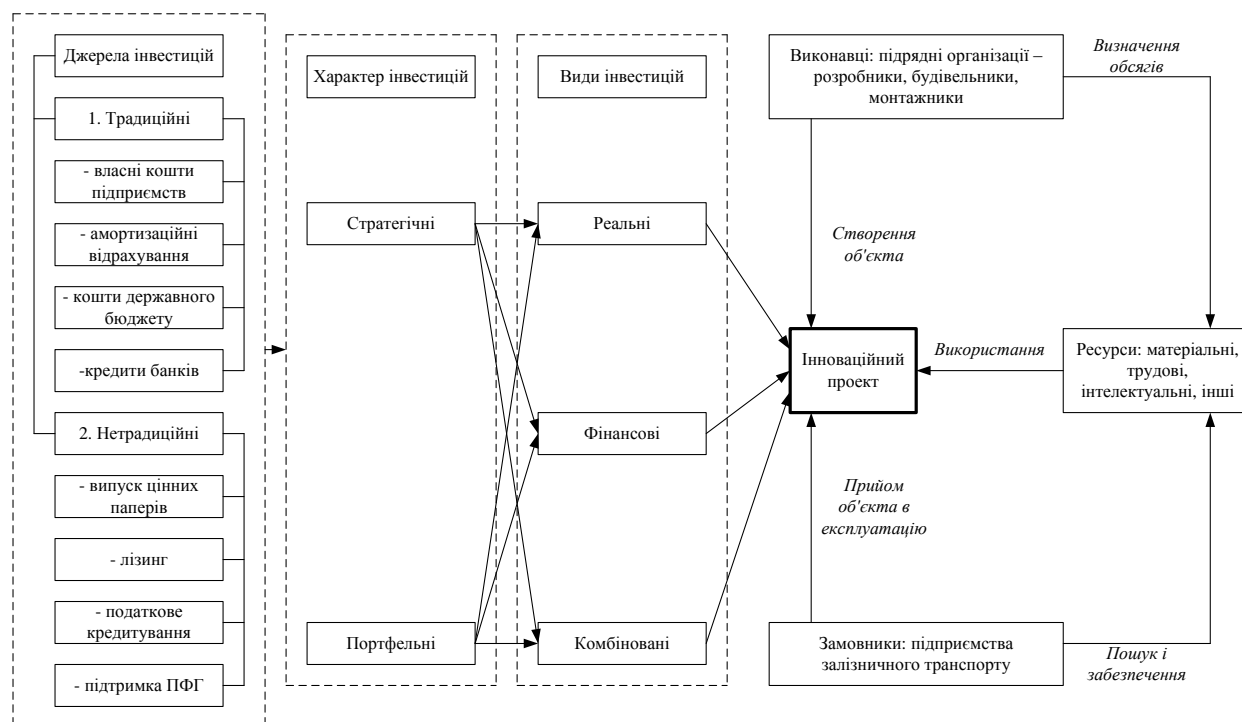 Джерела інвестицій
1. Традиційні
- власні кошти
підприємств
- амортизаційні
відрахування
- кошти державного
бюджету
-кредити банків
2. Нетрадиційні
- випуск цінних
паперів
- лізинг
- податкове
кредитування
- підтримка ПФГ
Характер інвестицій
Стратегічні
Портфельні
Види інвестицій
Реальні
Фінансові
Комбіновані
Виконавці: підрядні організації –
розробники, будівельники,
монтажники
Визначення
обсягів
Створення
об'єкта
Інноваційний
проект
Використання
Ресурси: матеріальні,
трудові,
інтелектуальні, інші
Прийом
об'єкта в
експлуатацію
Замовники: підприємства
залізничного транспорту
Пошук і
забезпечення